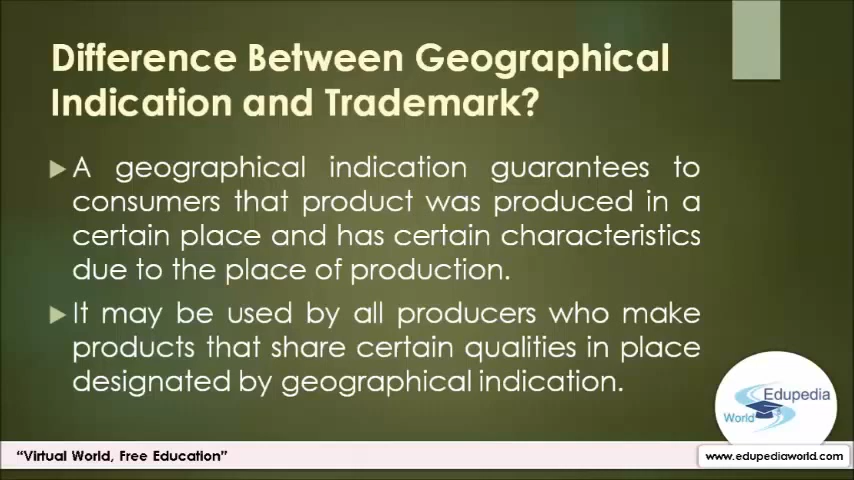 Difference Between Geographical
Indication and Trademark?
A geographical indication guarantees to
consumers that product was produced in a
certain place and has certain characteristics
due to the place of production.
It may be used by all producers who make
products that share certain qualities in place
designated by geographical indication.
Edupedia
World
“Virtual World, Free Education”
www.edupediaworld.com